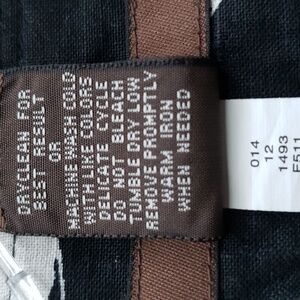 DRYCLEAN FOR
BEST RESULT
OR
MACHINE WASH COLD
WITH LIKE COLORS
DELICATE CYCLE
DO NOT BLEACH
TUMBLE DRY LOW
REMOVE PROMPTLY
WARM IRON
WHEN NEEDED
014
12
1493
F511